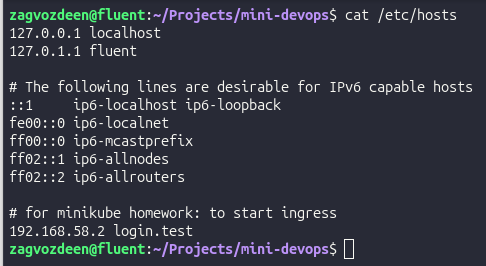 zagvozdeen@fluent:~/Projects/mini-devops$ cat /etc/hosts
127.0.0.1 localhost
127.0.1.1 fluent

# The following lines are desirable for IPv6 capable hosts
::1     ip6-localhost ip6-loopback
fe00::0 ip6-localnet
ff00::0 ip6-mcastprefix
ff02::1 ip6-allnodes
ff02::2 ip6-allrouters

# for minikube homework: to start ingress
192.168.58.2 login.test
zagvozdeen@fluent:~/Projects/mini-devops$